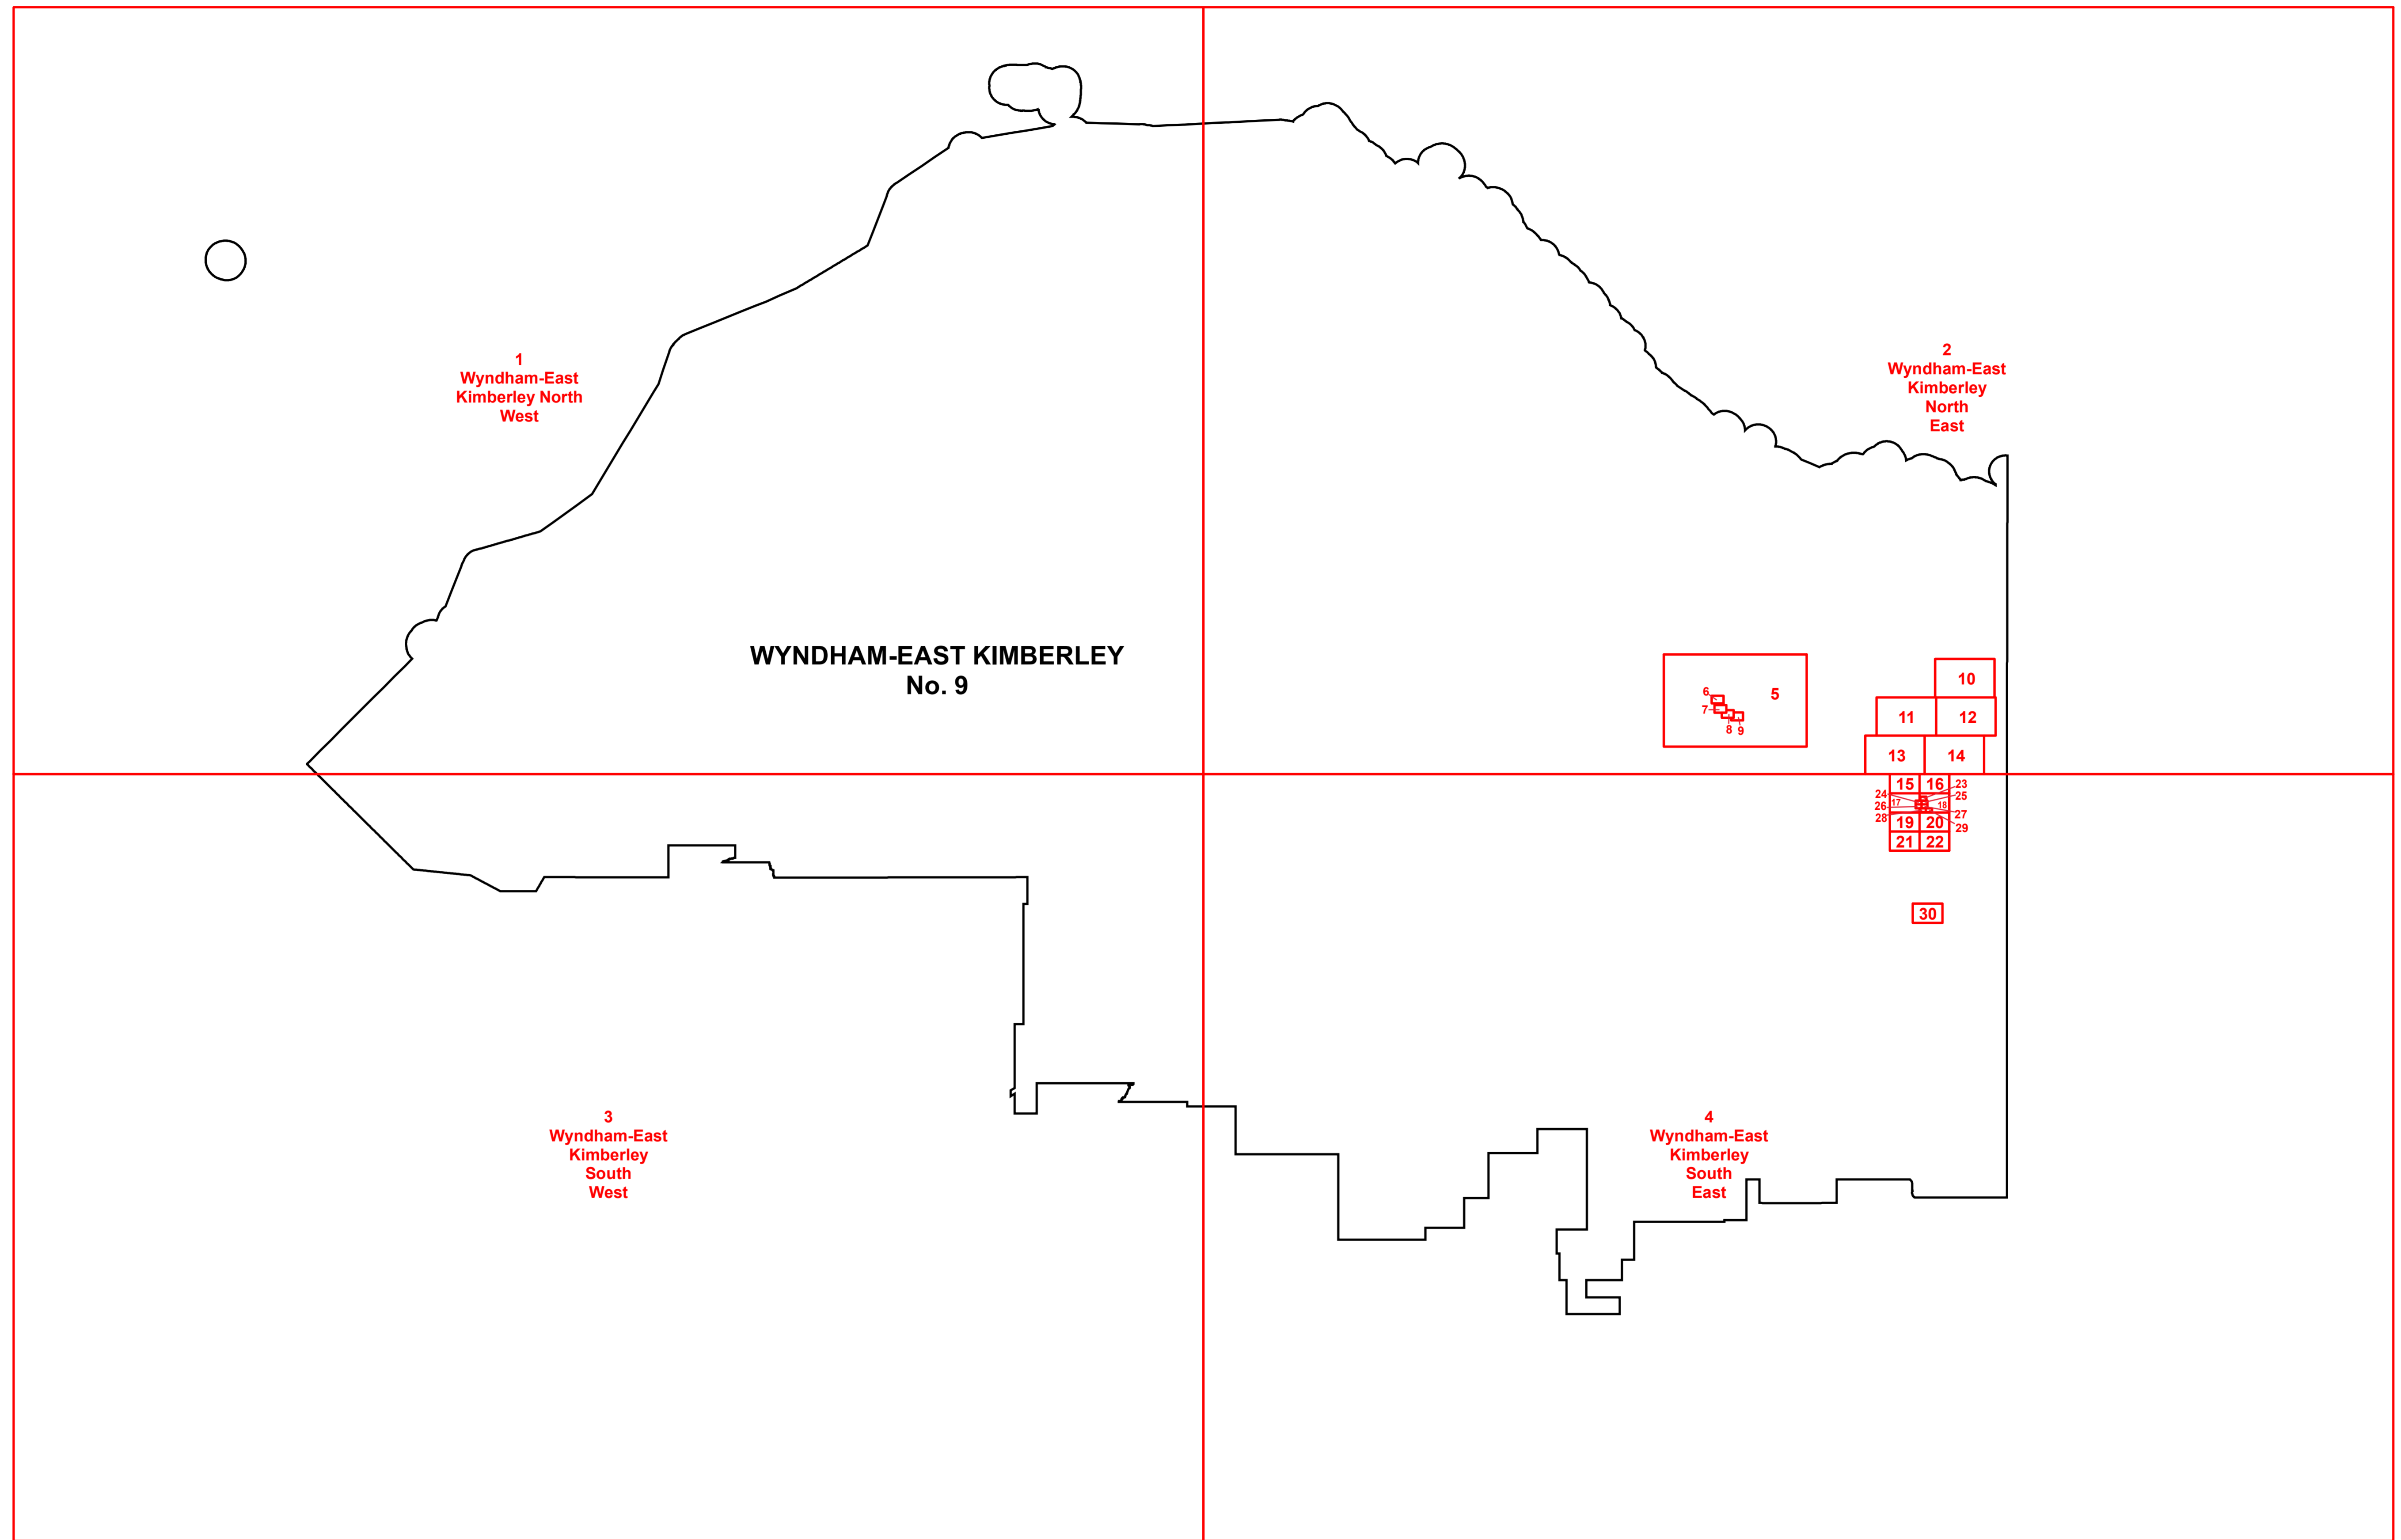 1
Wyndham-East
Kimberley North
West
2
Wyndham-East
Kimberley
North
East
WYNDHAM-EAST KIMBERLEY
No. 9
5
6
7
8
9
10
11
12
13
14
15
16
23
24
17
18
25
26
27
28
19
20
29
21
22
30
3
Wyndham-East
Kimberley
South
West
4
Wyndham-East
Kimberley
South
East